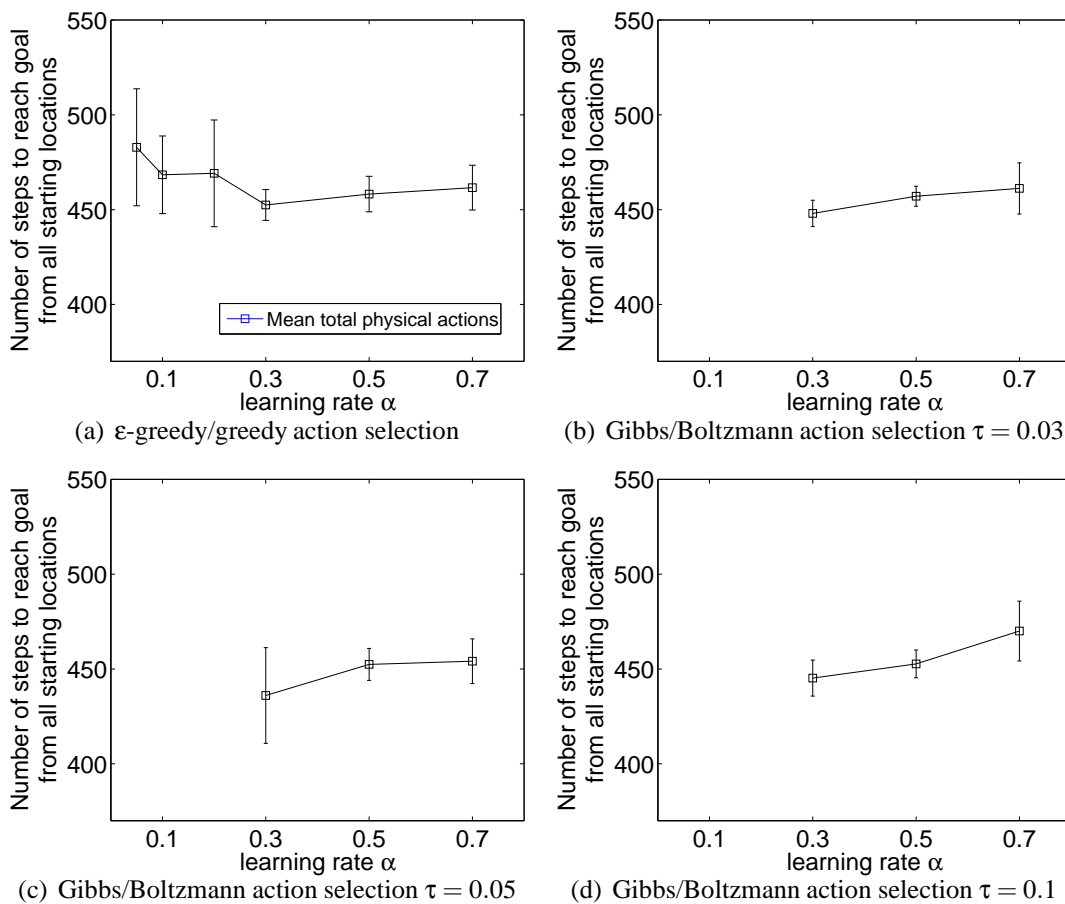 550
500
450
400
Number of steps to reach goal
from all starting locations
Mean total physical actions
0.1 0.3 0.5 0.7
learning rate α
(a) ε-greedy/greedy action selection
550
500
450
400
Number of steps to reach goal
from all starting locations
0.1 0.3 0.5 0.7
learning rate α
(b) Gibbs/Boltzmann action selection τ = 0.03
550
500
450
400
Number of steps to reach goal
from all starting locations
0.1 0.3 0.5 0.7
learning rate α
(c) Gibbs/Boltzmann action selection τ = 0.05
550
500
450
400
Number of steps to reach goal
from all starting locations
0.1 0.3 0.5 0.7
learning rate α
(d) Gibbs/Boltzmann action selection τ = 0.1